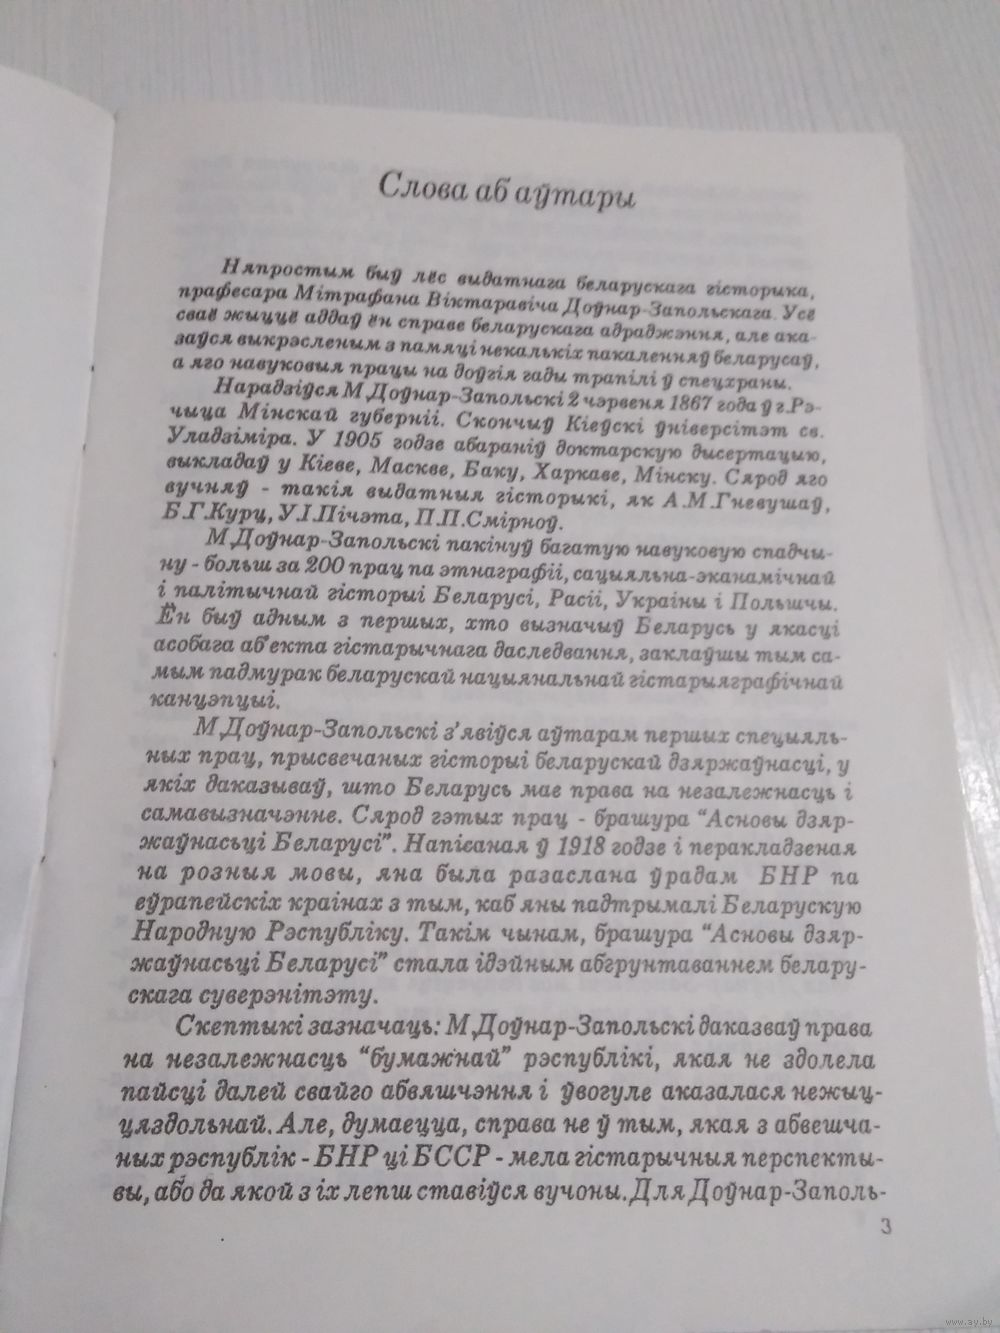 Слова аб аўтары
Няпростым быў лёс выдатнага беларускага гісторыка,
прафесара Мітрафана Віктаравіча Доўнар-Запольскага. Усё
сваё жыццё аддаў ён справе беларускага адраджэння, але ака-
заўся выкрэсленым з памяці некалькіх пакаленняў беларусаў,
а яго навуковыя працы на доўгія гады трапілі ў спецхраны.
Нарадзіўся М.Доўнар-Запольскі 2 чэрвеня 1867 года ў г.Рэ-
чыца Мінскай губерніі. Скончыў Кіеўскі ўніверсітэт св.
Уладзіміра. У 1905 годзе абараніў доктарскую дысертацыю,
выкладаў у Кіеве, Маскве, Баку, Харкаве, Мінску. Сярод яго
вучняў - такія выдатныя гісторыкі, як А.М.Гневушаў,
Б.Г.Курц, У.І.Пічэта, П.П.Смірноў.
М.Доўнар-Запольскі пакінуў багатую навуковую спадчы-
ну - больш за 200 прац па этнаграфіі, сацыяльна-эканамічнай
і палітычнай гісторыі Беларусі, Расіі, Украіны і Польшчы.
Ён быў адным з першых, хто вызначыў Беларусь у якасці
асобага аб'екта гістарычнага даследвання, заклаўшы тым са-
мым падмурак беларускай нацыянальнай гістарыяграфічнай
канцэпцыі.
М.Доўнар-Запольскі з'явіўся аўтарам першых спецыяль-
ных прац, прысвечаных гісторыі беларускай дзяржаўнасці, у
якіх даказываў, што Беларусь мае права на незалежнасць і
самавызначэнне. Сярод гэтых прац - брашура “Асновы дзяр-
жаўнасьці Беларусі”. Напісаная ў 1918 годзе і перакладзеная
на розныя мовы, яна была разаслана ўрадам БНР па
еўрапейскіх краінах з тым, каб яны падтрымалі Беларускую
Народную Рэспубліку. Такім чынам, брашура “Асновы дзяр-
жаўнасьці Беларусі” стала ідэйным абгрунтаваннем белару-
скага суверэнітэту.
Скептыкі зазначаць: М.Доўнар-Запольскі даказваў права
на незалежнасць “бумажнай” рэспублікі, якая не здолела
пайсці далей свайго абвяшчэння і ўвогуле аказалася нежыц-
цяздольнай. Але, думаецца, справа не ў тым, якая з абвешча-
ных рэспублік - БНР ці БССР - мела гістарычныя перспекты-
вы, або да якой з іх лепш ставіўся вучоны. Для Доўнар-Заполь-
3
www.ay.by